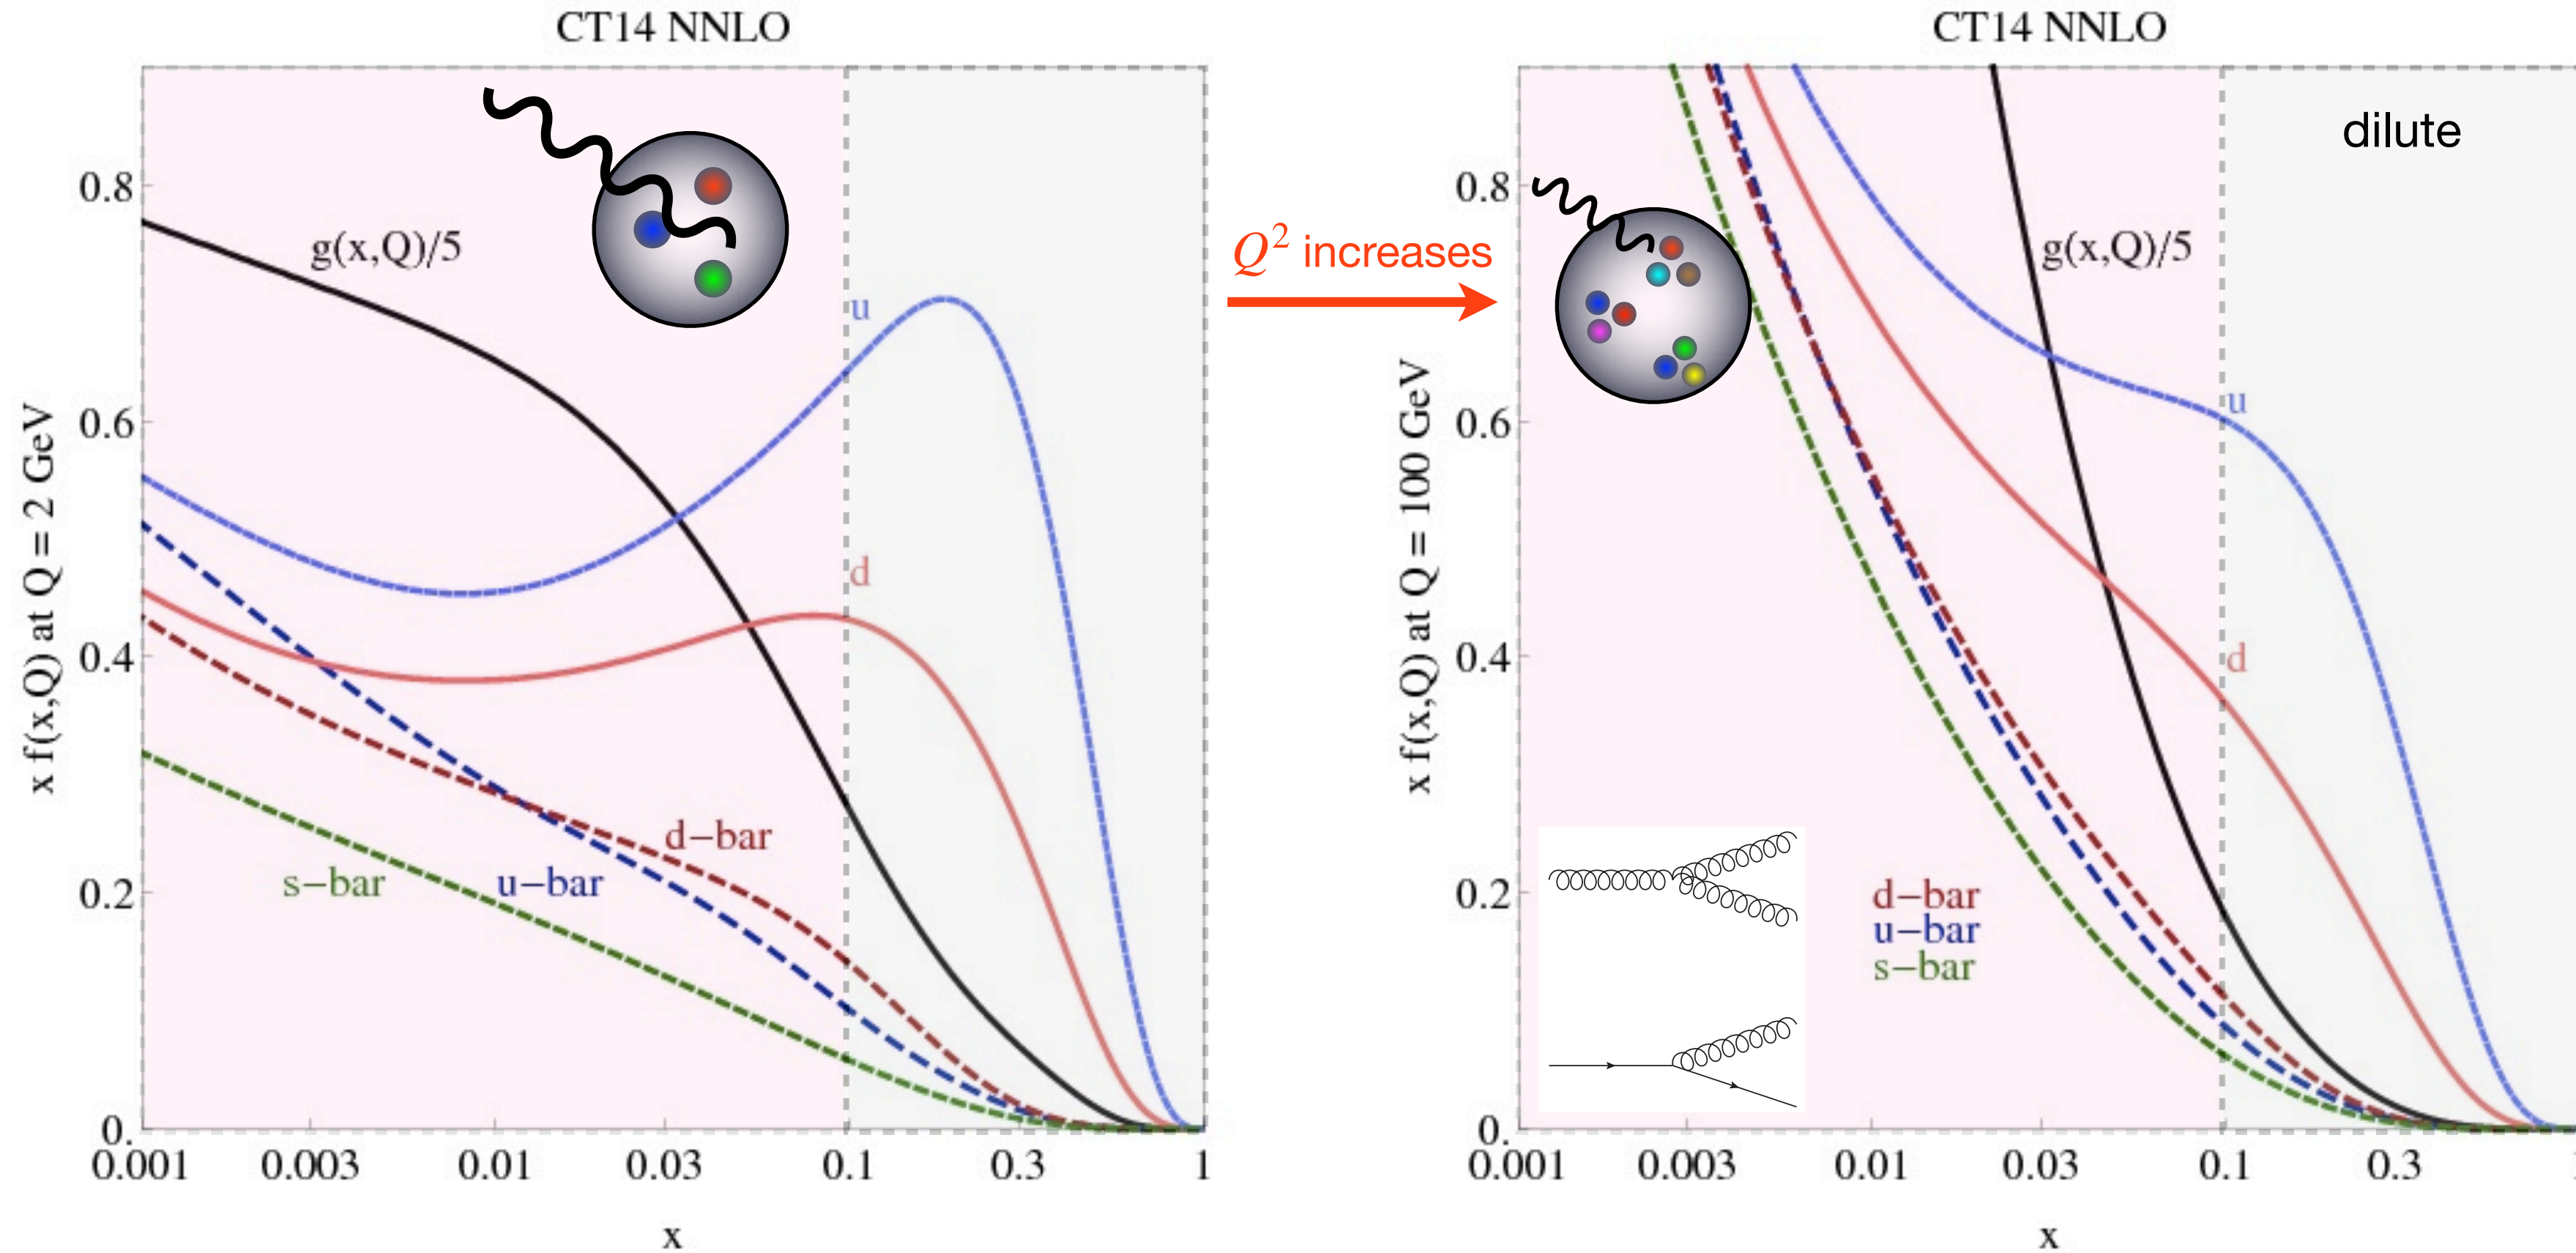 CT14 NNLO
x f(x,Q) at Q = 2 GeV
0.8
0.6
0.4
0.2
0.
g(x,Q)/5
u
d
d−bar
s−bar
u−bar
0.001 0.003 0.01 0.03 0.1 0.3 1
x
Q² increases
CT14 NNLO
dilute
x f(x,Q) at Q = 100 GeV
0.8
0.6
0.4
0.2
0.
g(x,Q)/5
u
d
d−bar
u−bar
s−bar
0.001 0.003 0.01 0.03 0.1 0.3
x